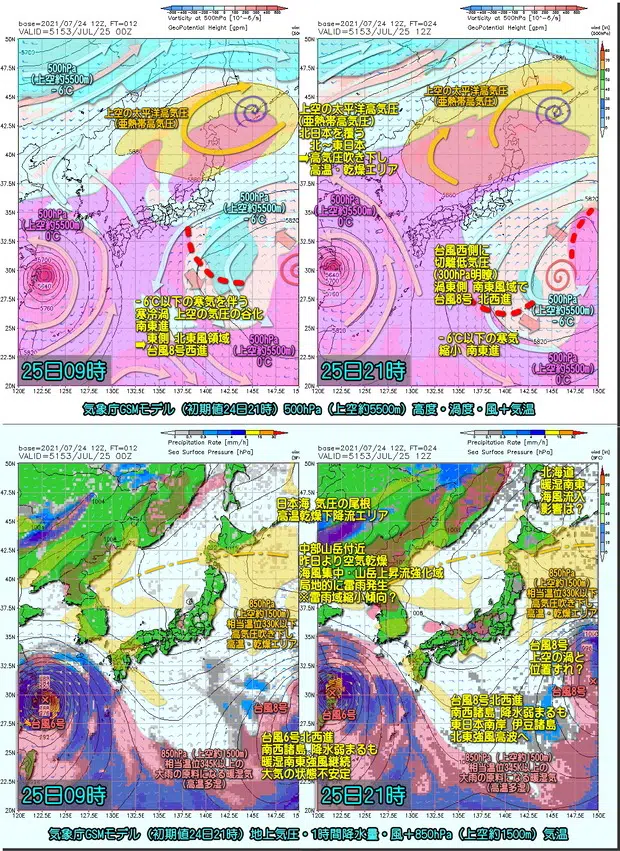 base=2021/07/24 12Z, FT=012
VALID=5153/JUL/25 00Z
Vorticity at 500hPa [10^-6/s]
GeoPotential Height [gpm]
500hPa
(上空約5500m)
-6℃
上空の太平洋高気圧
(亜熱帯高気圧)
500hPa
(上空約5500m)
0℃
500hPa
(上空約5500m)
-6℃
-6℃以下の寒気を伴う
寒冷渦 上空の気圧の谷化
南東進
➡東側 北東風領域
台風8号西進
500hPa
(上空約5500m)
0℃
25日09時
base=2021/07/24 12Z, FT=024
VALID=5153/JUL/25 12Z
Vorticity at 500hPa [10^-6/s]
GeoPotential Height [gpm]
500hPa
(上空約5500m)
-6℃
上空の太平洋高気圧
(亜熱帯高気圧)
上空の太平洋高気圧
(亜熱帯高気圧)
北日本を覆う
北~東日本
➡高気圧吹き下し
高温・乾燥エリア
500hPa
(上空約5500m)
0℃
台風西側に
切離低気圧
(300hPa明瞭)
渦東側 南東風域で
台風8号 北西進
500hPa
(上空約5500m)
-6℃
-6℃以下の寒気
縮小 南東進
500hPa
(上空約5500m)
0℃
25日21時
気象庁GSMモデル(初期値24日21時)500hPa(上空約5500m)高度・渦度・風+気温
base=2021/07/24 12Z, FT=012
VALID=5153/JUL/25 00Z
Precipitation Rate [mm/h]
Sea Surface Pressure [hPa]
日本海 気圧の尾根
高温乾燥下降流エリア
850hPa
(上空約1500m)
相当温位330K以下
高気圧吹き下し
高温・乾燥エリア
台風6号
台風8号
台風6号北西進
南西諸島 降水弱まるも
暖湿南東強風継続
大気の状態不安定
850hPa(上空約1500m)
相当温位345K以上の
大雨の原料になる暖湿気
(高温多湿)
25日09時
base=2021/07/24 12Z, FT=024
VALID=5153/JUL/25 12Z
Precipitation Rate [mm/h]
Sea Surface Pressure [hPa]
北海道
暖湿南東
海風流入
影響は?
中部山岳付近
昨日より空気乾燥
海風集中・山岳上昇流強化域
局地的に雷雨発生
※雷雨域縮小傾向?
850hPa
(上空約1500m)
相当温位330K以下
高気圧吹き下し
高温・乾燥エリア
台風8号
上空の渦と
位置ずれ?
台風8号
台風6号
台風8号北西進
南西諸島 降水弱まるも
東日本南岸 伊豆諸島
北東強風高波へ
850hPa(上空約1500m)
相当温位345K以上の
大雨の原料になる暖湿気
(高温多湿)
25日21時
気象庁GSMモデル(初期値24日21時)地上気圧・1時間降水量・風+850hPa(上空約1500m)気温